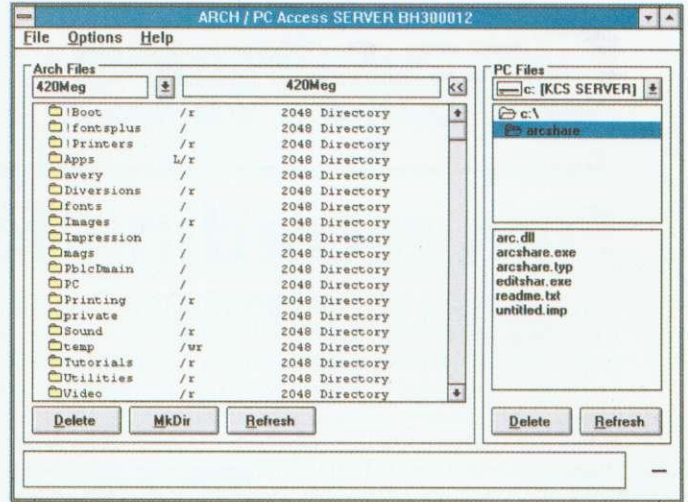 ARCH / PC Access SERVER BH300012
File Options Help
Arch Files
420Meg 420Meg <<
!Boot /r 2048 Directory
!fontsplus / 2048 Directory
!Printers /r 2048 Directory
Apps L/r 2048 Directory
avery / 2048 Directory
Diversions /r 2048 Directory
fonts / 2048 Directory
Images /r 2048 Directory
Impression / 2048 Directory
mags / 2048 Directory
PblcDmain / 2048 Directory
PC / 2048 Directory
Printing /r 2048 Directory
private / 2048 Directory
Sound /r 2048 Directory
temp /wr 2048 Directory
Tutorials /r 2048 Directory
Utilities /r 2048 Directory
Video /r 2048 Directory
Delete MkDir Refresh
PC Files
c: [KCS SERVER]
c:\
arcshare
arc.dll
arcshare.exe
arcshare.typ
editshar.exe
readme.txt
untitled.imp
Delete Refresh